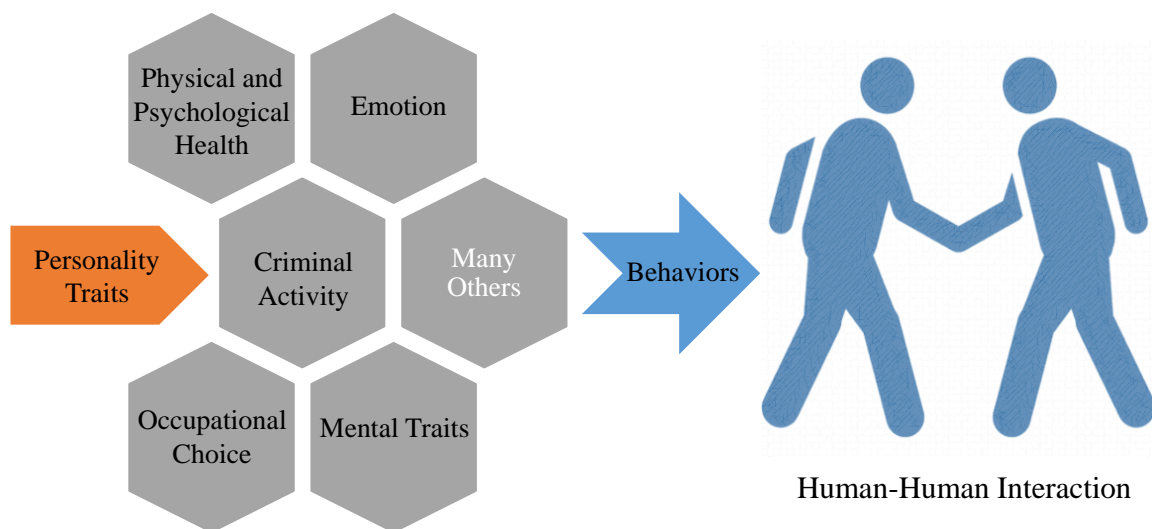 Physical and
Psychological
Health
Emotion
Personality
Traits
Criminal
Activity
Many
Others
Behaviors
Occupational
Choice
Mental Traits
Human-Human Interaction